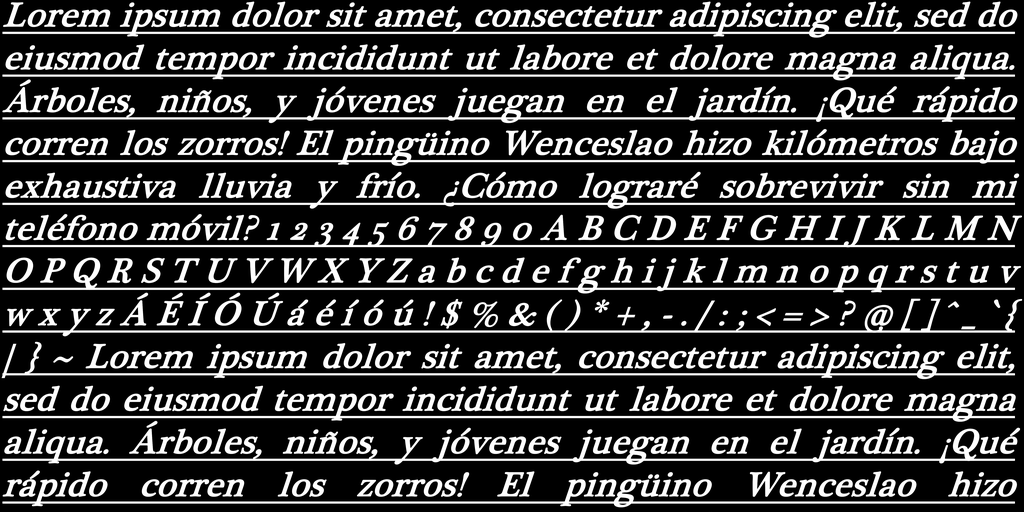 Lorem ipsum dolor sit amet, consectetur adipiscing elit, sed do
eiusmod tempor incididunt ut labore et dolore magna aliqua.
Árboles, niños, y jóvenes juegan en el jardín. ¡Qué rápido
corren los zorros! El pingüino Wenceslao hizo kilómetros bajo
exhaustiva lluvia y frío. ¿Cómo lograré sobrevivir sin mi
teléfono móvil? 1 2 3 4 5 6 7 8 9 0 A B C D E F G H I J K L M N
O P Q R S T U V W X Y Z a b c d e f g h i j k l m n o p q r s t u v
w x y z Á É Í Ó Ú á é í ó ú ! $ % & ( ) * + , - . / : ; < = > ? @ [ ] ^ _ ` {
| } ~ Lorem ipsum dolor sit amet, consectetur adipiscing elit,
sed do eiusmod tempor incididunt ut labore et dolore magna
aliqua. Árboles, niños, y jóvenes juegan en el jardín. ¡Qué
rápido corren los zorros! El pingüino Wenceslao hizo